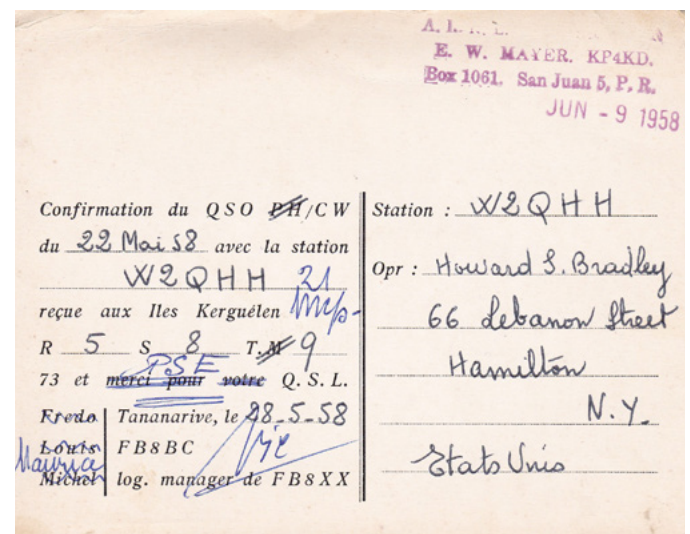 A. L.
E. W. MAYER. KP4KD.
Box 1061. San Juan 5, P. R.
JUN - 9 1958
Confirmation du QSO PH/CW
du 22 Mai 58 avec la station
W2QHH 21
reçue aux Iles Kerguélen
R 5 S 8 T.M 9
PSE
73 et merci pour votre Q.S.L.
Fredo Tananarive, le 28-5-58
Louis FB8BC
Maurice
Michel log. manager de FB8XX
Station : W2QHH
Opr : Howard S. Bradley
66 Lebanon Street
Hamilton
N.Y.
Etats Unis